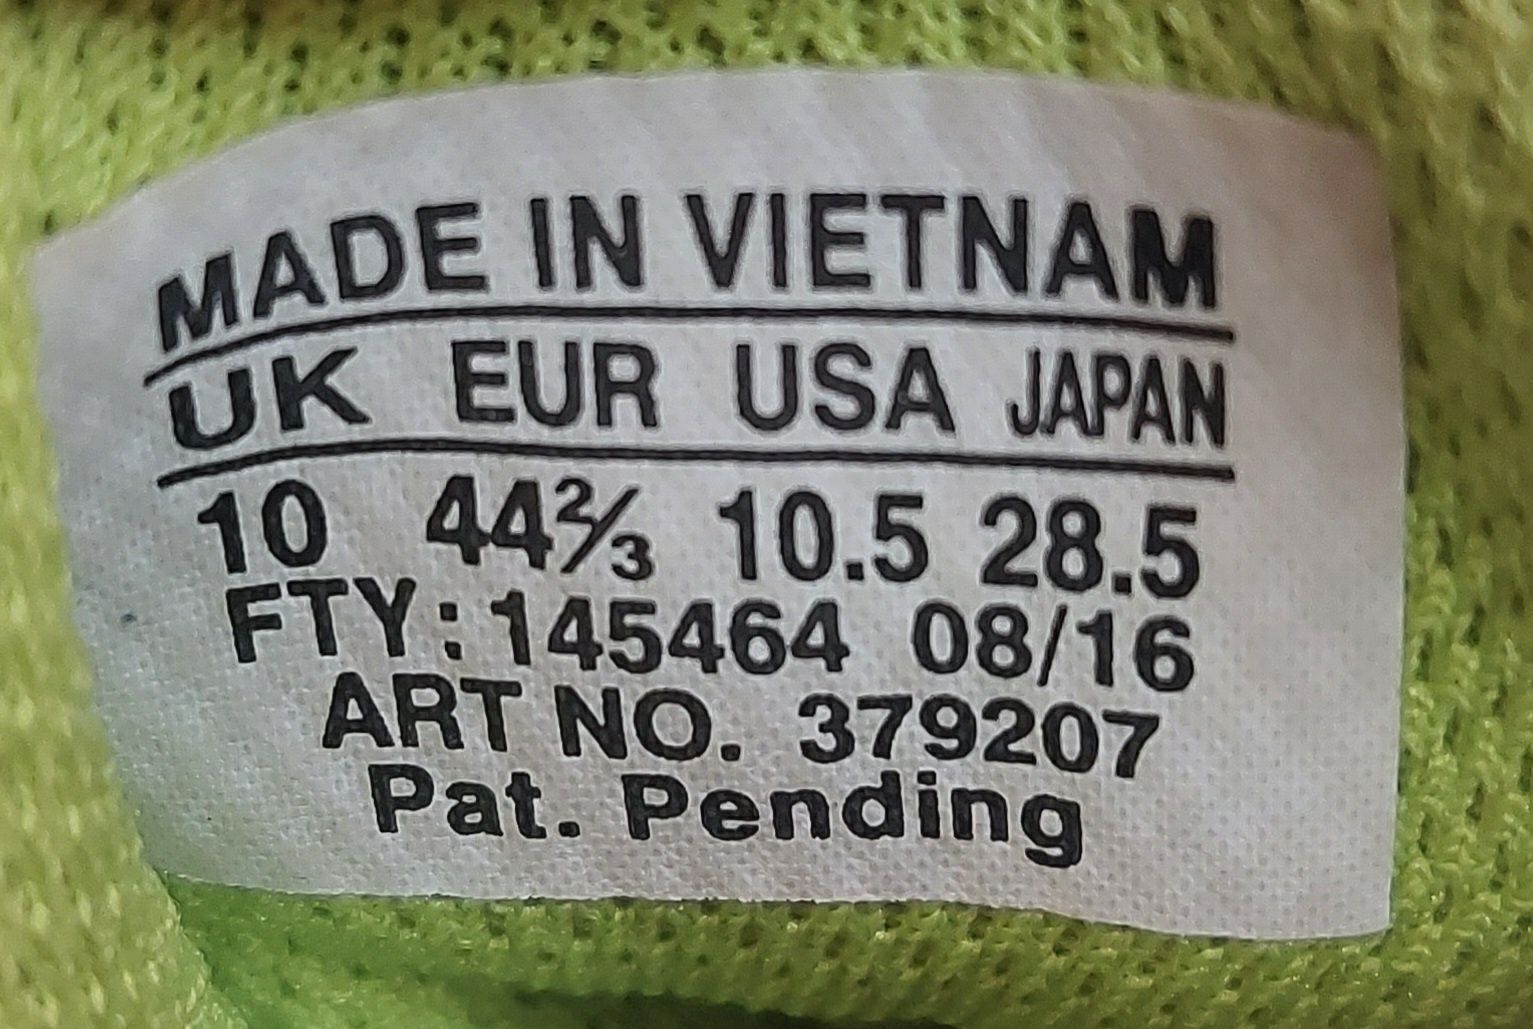 MADE IN VIETNAM
UK EUR USA JAPAN
10 44⅔ 10.5 28.5
FTY: 145464 08/16
ART NO. 379207
Pat. Pending